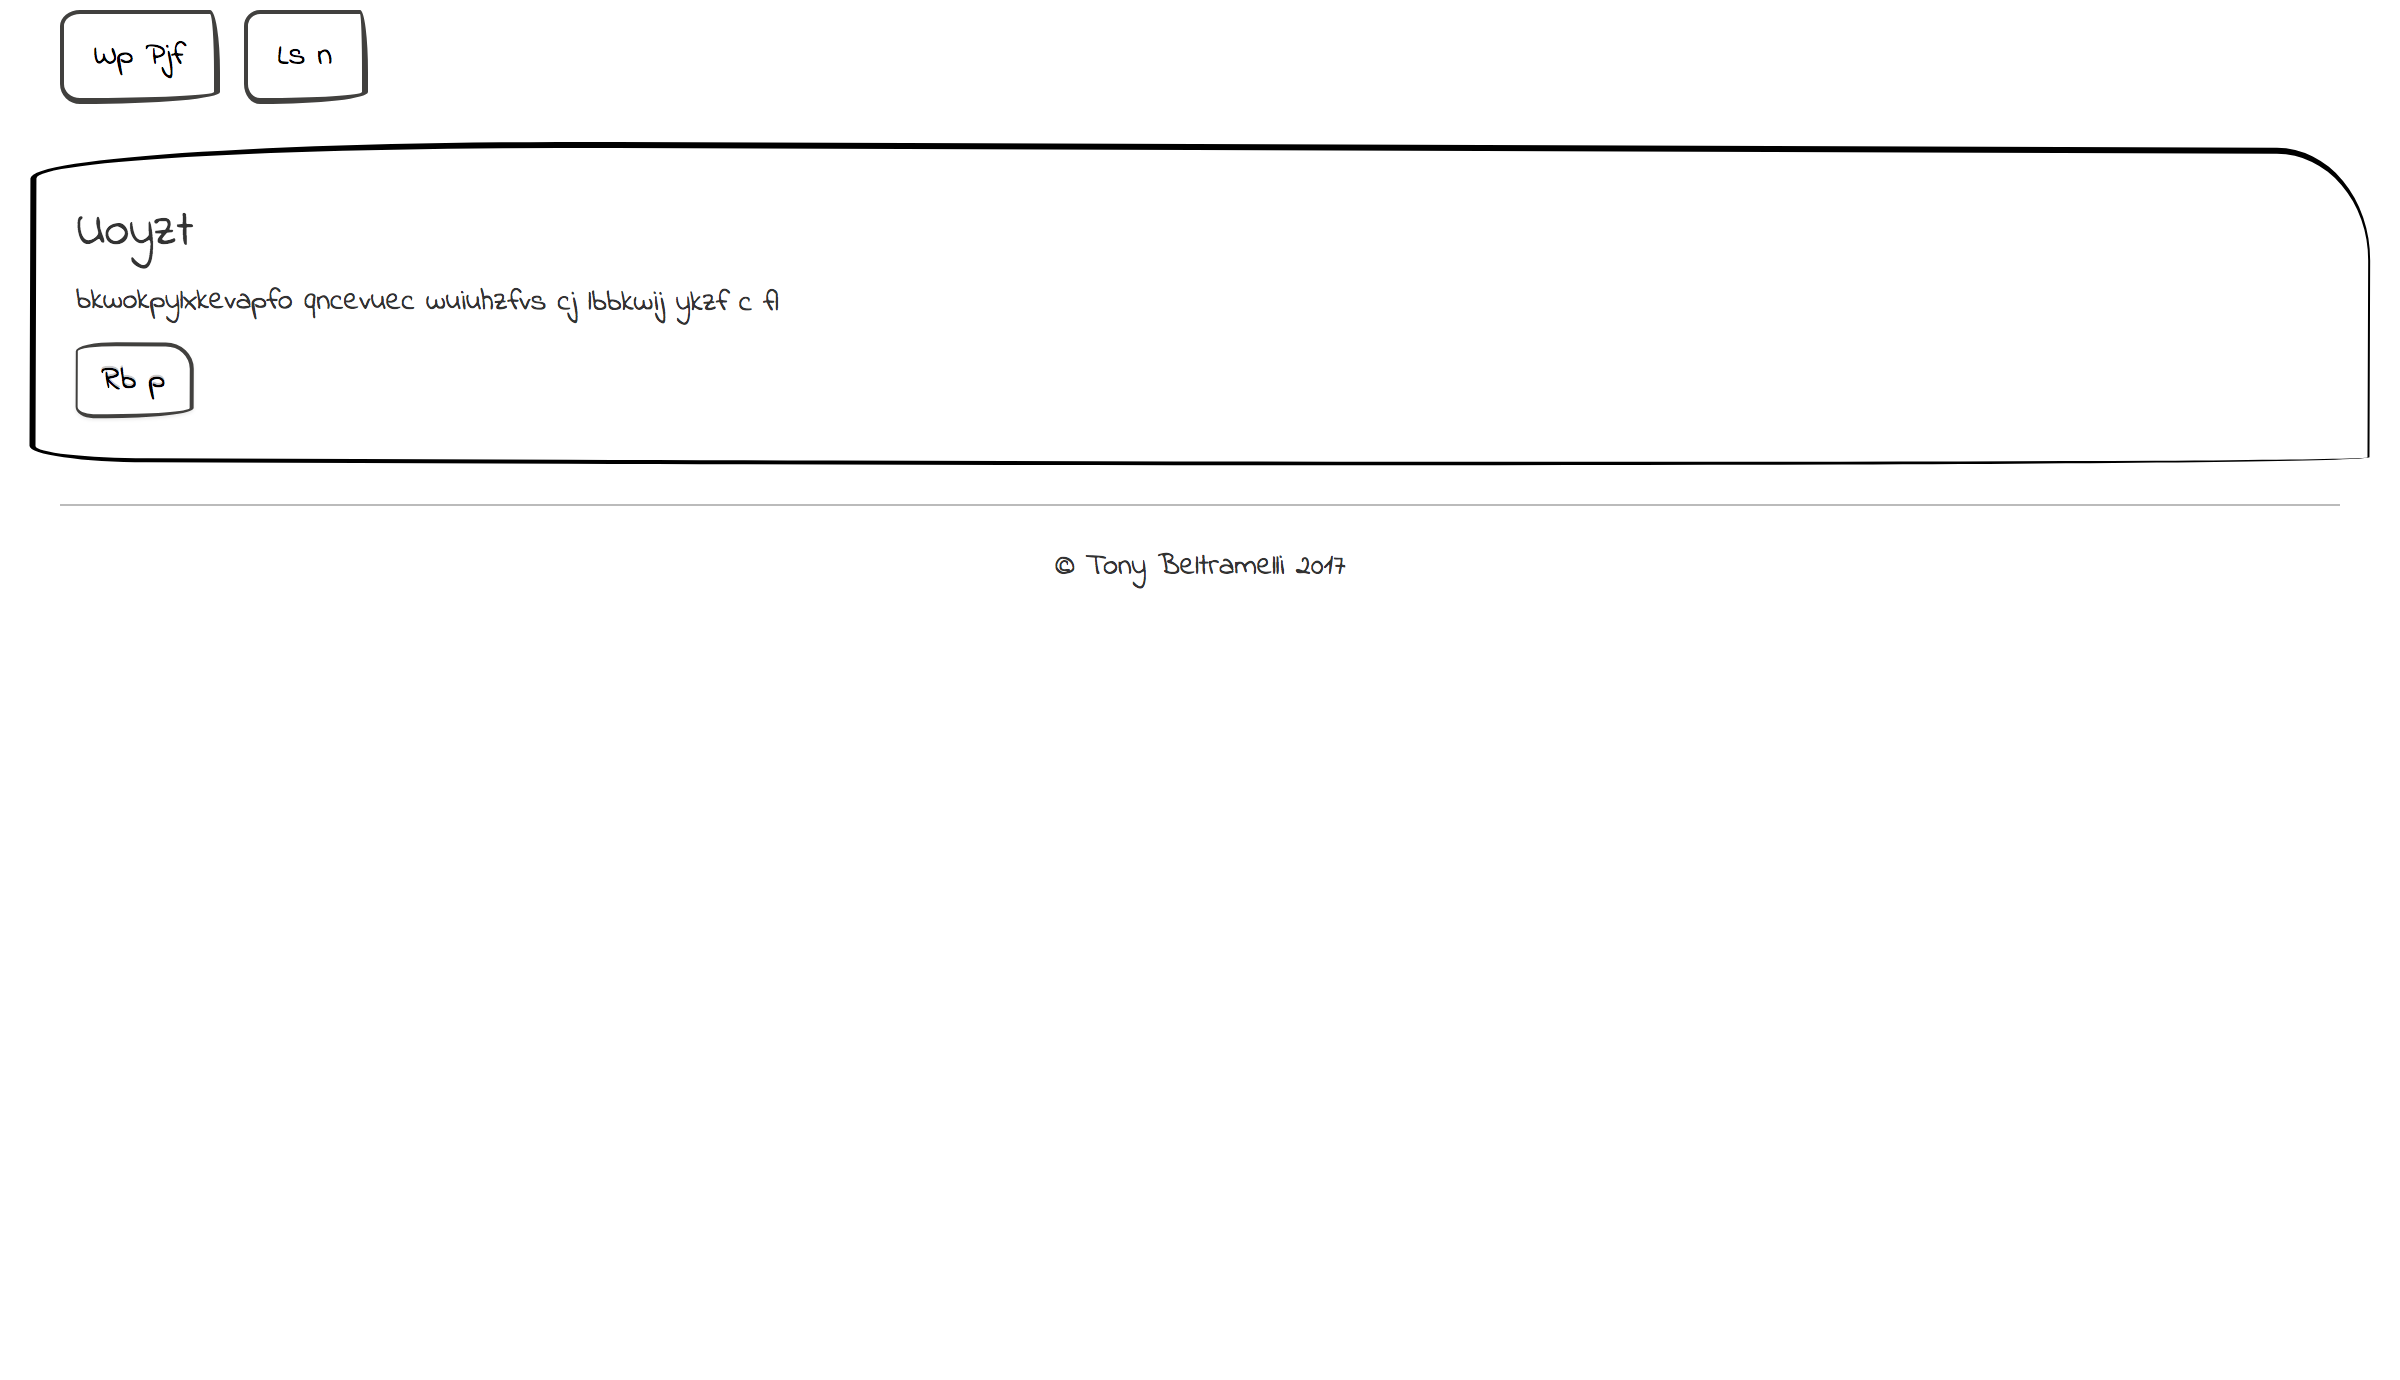 Wp Pjf
Ls n
Uoyzt
bkwokpylxkevapfo qncevuec wuiuhzfvs cj lbbkwij ykzf c fl
Rb p
© Tony Beltramelli 2017